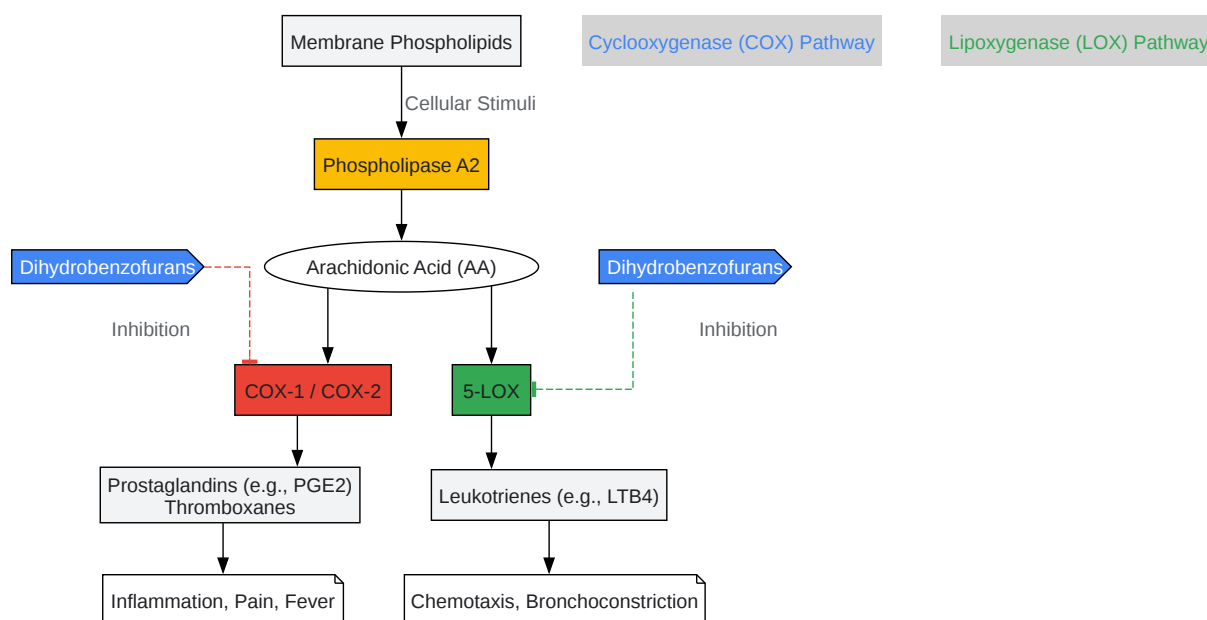 Membrane Phospholipids
Cyclooxygenase (COX) Pathway
Lipoxygenase (LOX) Pathway
Cellular Stimuli
Phospholipase A2
Dihydrobenzofurans
Arachidonic Acid (AA)
Dihydrobenzofurans
Inhibition
Inhibition
COX-1 / COX-2
5-LOX
Prostaglandins (e.g., PGE2)
Thromboxanes
Leukotrienes (e.g., LTB4)
Inflammation, Pain, Fever
Chemotaxis, Bronchoconstriction